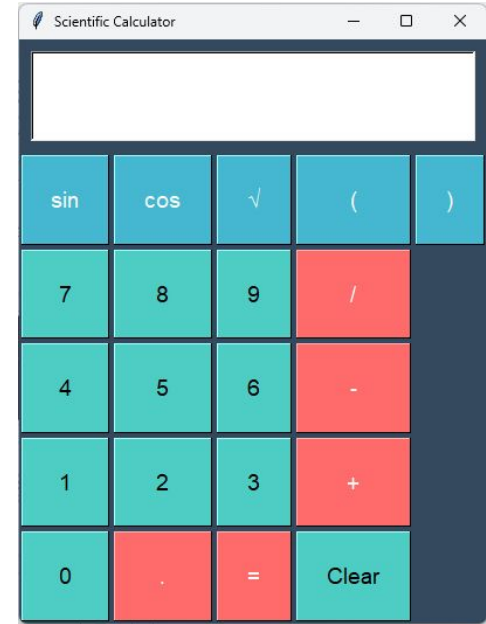 Scientific Calculator
sin cos √ ( )
7 8 9 /
4 5 6 -
1 2 3 +
0 . = Clear